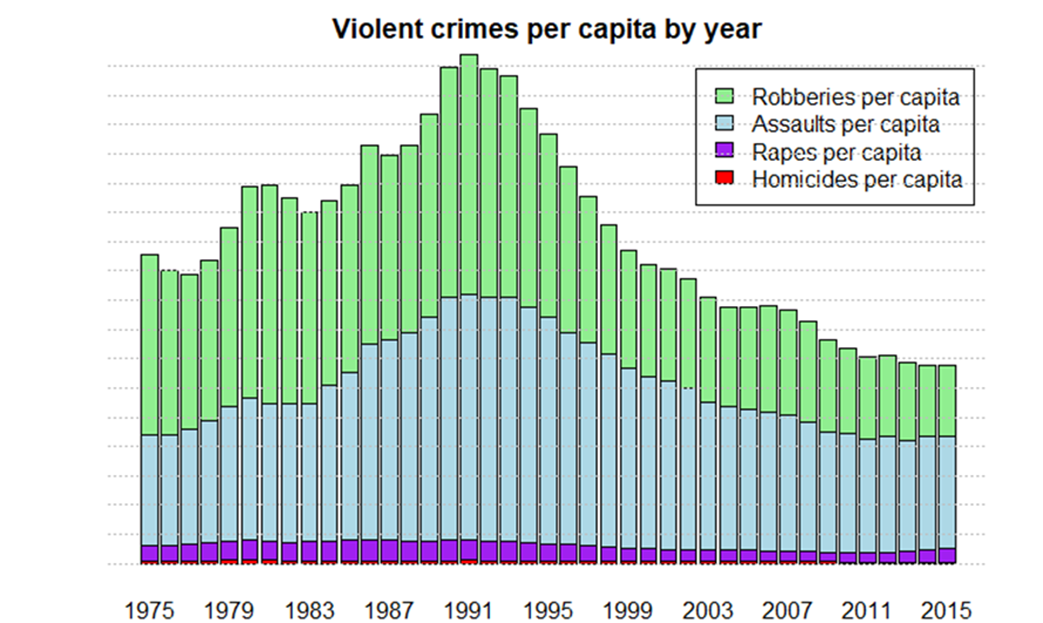 Violent crimes per capita by year
Robberies per capita
Assaults per capita
Rapes per capita
Homicides per capita
1975 1979 1983 1987 1991 1995 1999 2003 2007 2011 2015